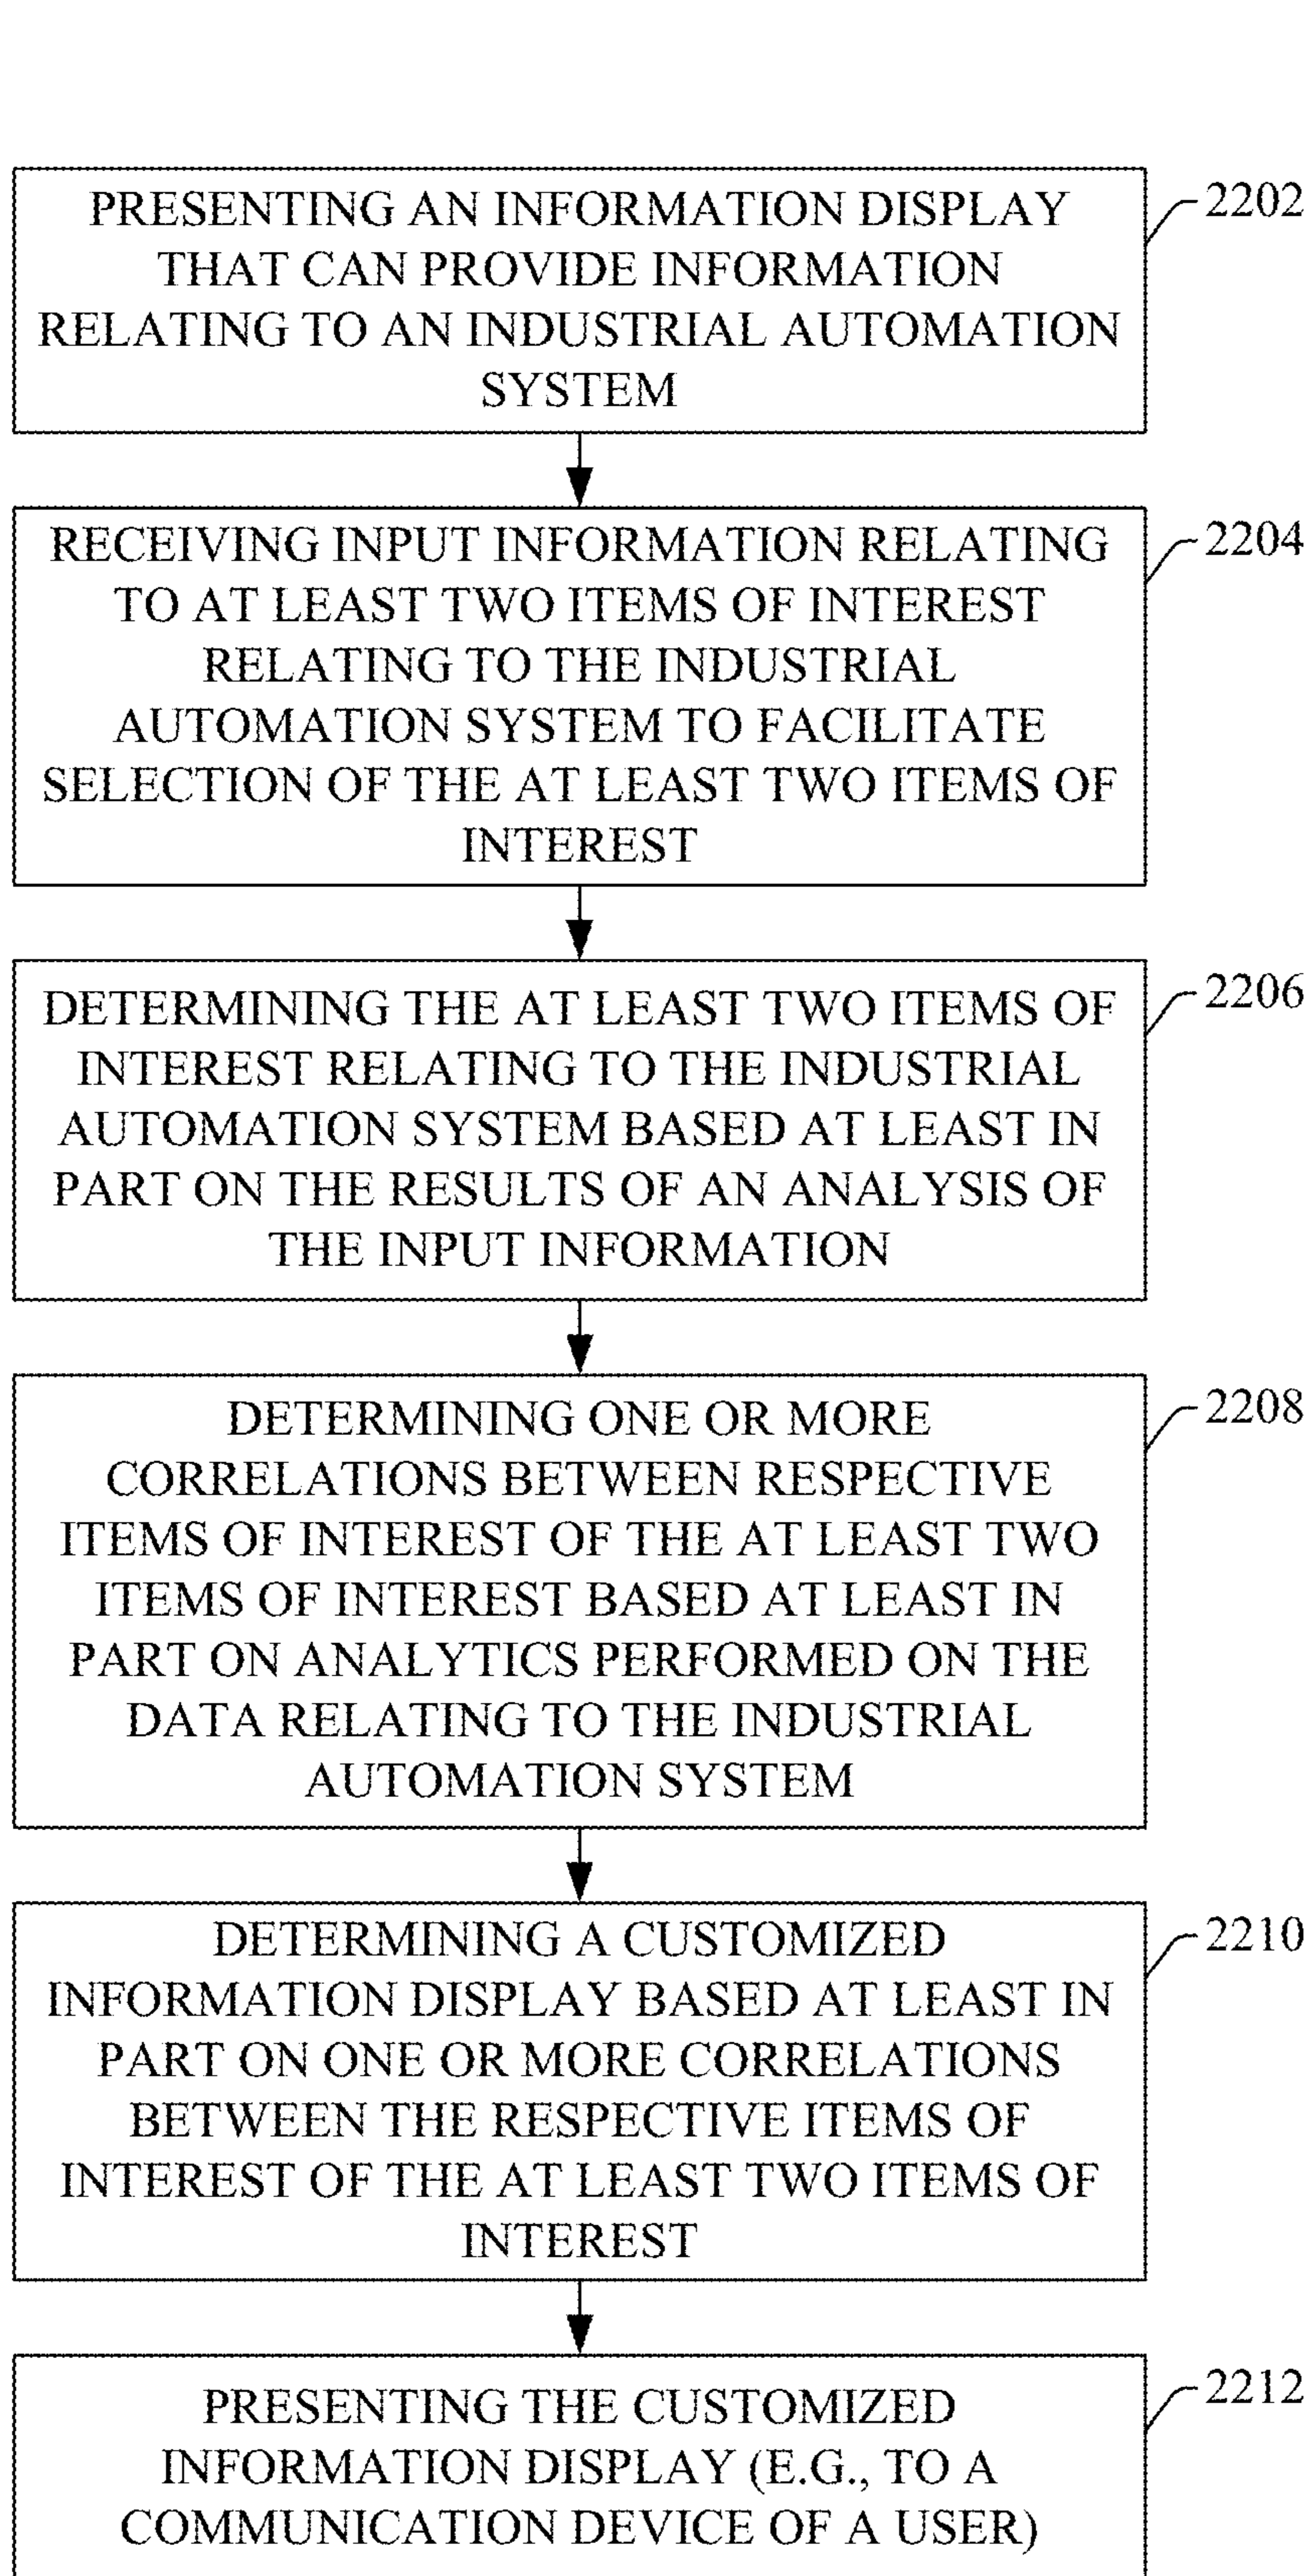 PRESENTING AN INFORMATION DISPLAY
THAT CAN PROVIDE INFORMATION
RELATING TO AN INDUSTRIAL AUTOMATION
SYSTEM
2202
RECEIVING INPUT INFORMATION RELATING
TO AT LEAST TWO ITEMS OF INTEREST
RELATING TO THE INDUSTRIAL
AUTOMATION SYSTEM TO FACILITATE
SELECTION OF THE AT LEAST TWO ITEMS OF
INTEREST
2204
DETERMINING THE AT LEAST TWO ITEMS OF
INTEREST RELATING TO THE INDUSTRIAL
AUTOMATION SYSTEM BASED AT LEAST IN
PART ON THE RESULTS OF AN ANALYSIS OF
THE INPUT INFORMATION
2206
DETERMINING ONE OR MORE
CORRELATIONS BETWEEN RESPECTIVE
ITEMS OF INTEREST OF THE AT LEAST TWO
ITEMS OF INTEREST BASED AT LEAST IN
PART ON ANALYTICS PERFORMED ON THE
DATA RELATING TO THE INDUSTRIAL
AUTOMATION SYSTEM
2208
DETERMINING A CUSTOMIZED
INFORMATION DISPLAY BASED AT LEAST IN
PART ON ONE OR MORE CORRELATIONS
BETWEEN THE RESPECTIVE ITEMS OF
INTEREST OF THE AT LEAST TWO ITEMS OF
INTEREST
2210
PRESENTING THE CUSTOMIZED
INFORMATION DISPLAY (E.G., TO A
COMMUNICATION DEVICE OF A USER)
2212